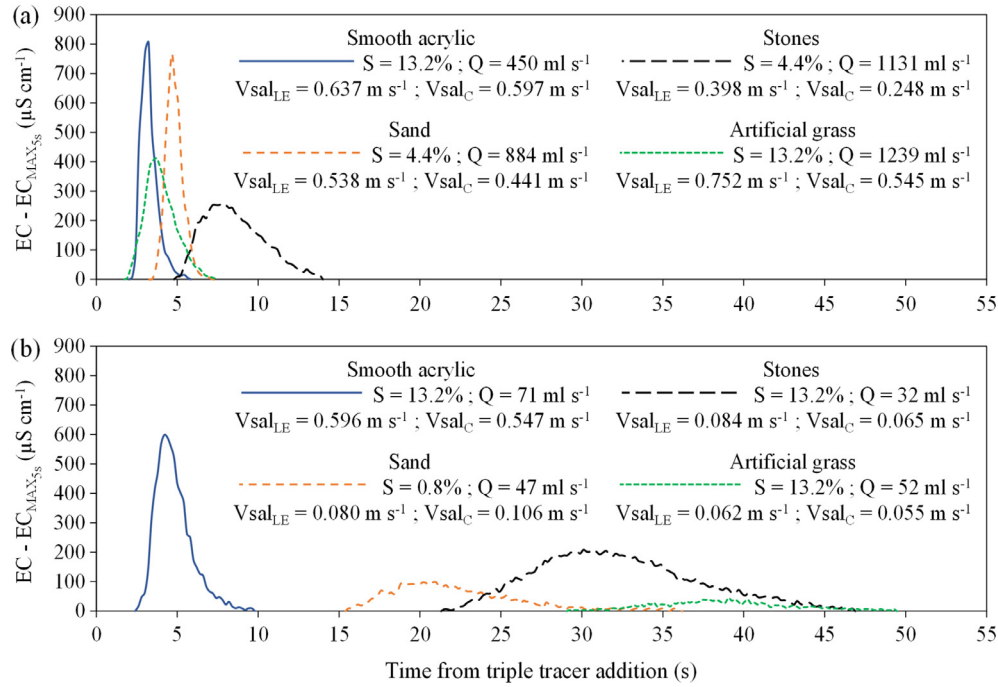 (a)
900
800
700
600
500
400
300
200
100
0
EC - EC_MAX_5s (µS cm⁻¹)
Smooth acrylic
S = 13.2% ; Q = 450 ml s⁻¹
Vsal_LE = 0.637 m s⁻¹ ; Vsal_C = 0.597 m s⁻¹
Stones
S = 4.4% ; Q = 1131 ml s⁻¹
Vsal_LE = 0.398 m s⁻¹ ; Vsal_C = 0.248 m s⁻¹
Sand
S = 4.4% ; Q = 884 ml s⁻¹
Vsal_LE = 0.538 m s⁻¹ ; Vsal_C = 0.441 m s⁻¹
Artificial grass
S = 13.2% ; Q = 1239 ml s⁻¹
Vsal_LE = 0.752 m s⁻¹ ; Vsal_C = 0.545 m s⁻¹
0 5 10 15 20 25 30 35 40 45 50 55
(b)
900
800
700
600
500
400
300
200
100
0
EC - EC_MAX_5s (µS cm⁻¹)
Smooth acrylic
S = 13.2% ; Q = 71 ml s⁻¹
Vsal_LE = 0.596 m s⁻¹ ; Vsal_C = 0.547 m s⁻¹
Stones
S = 13.2% ; Q = 32 ml s⁻¹
Vsal_LE = 0.084 m s⁻¹ ; Vsal_C = 0.065 m s⁻¹
Sand
S = 0.8% ; Q = 47 ml s⁻¹
Vsal_LE = 0.080 m s⁻¹ ; Vsal_C = 0.106 m s⁻¹
Artificial grass
S = 13.2% ; Q = 52 ml s⁻¹
Vsal_LE = 0.062 m s⁻¹ ; Vsal_C = 0.055 m s⁻¹
0 5 10 15 20 25 30 35 40 45 50 55
Time from triple tracer addition (s)